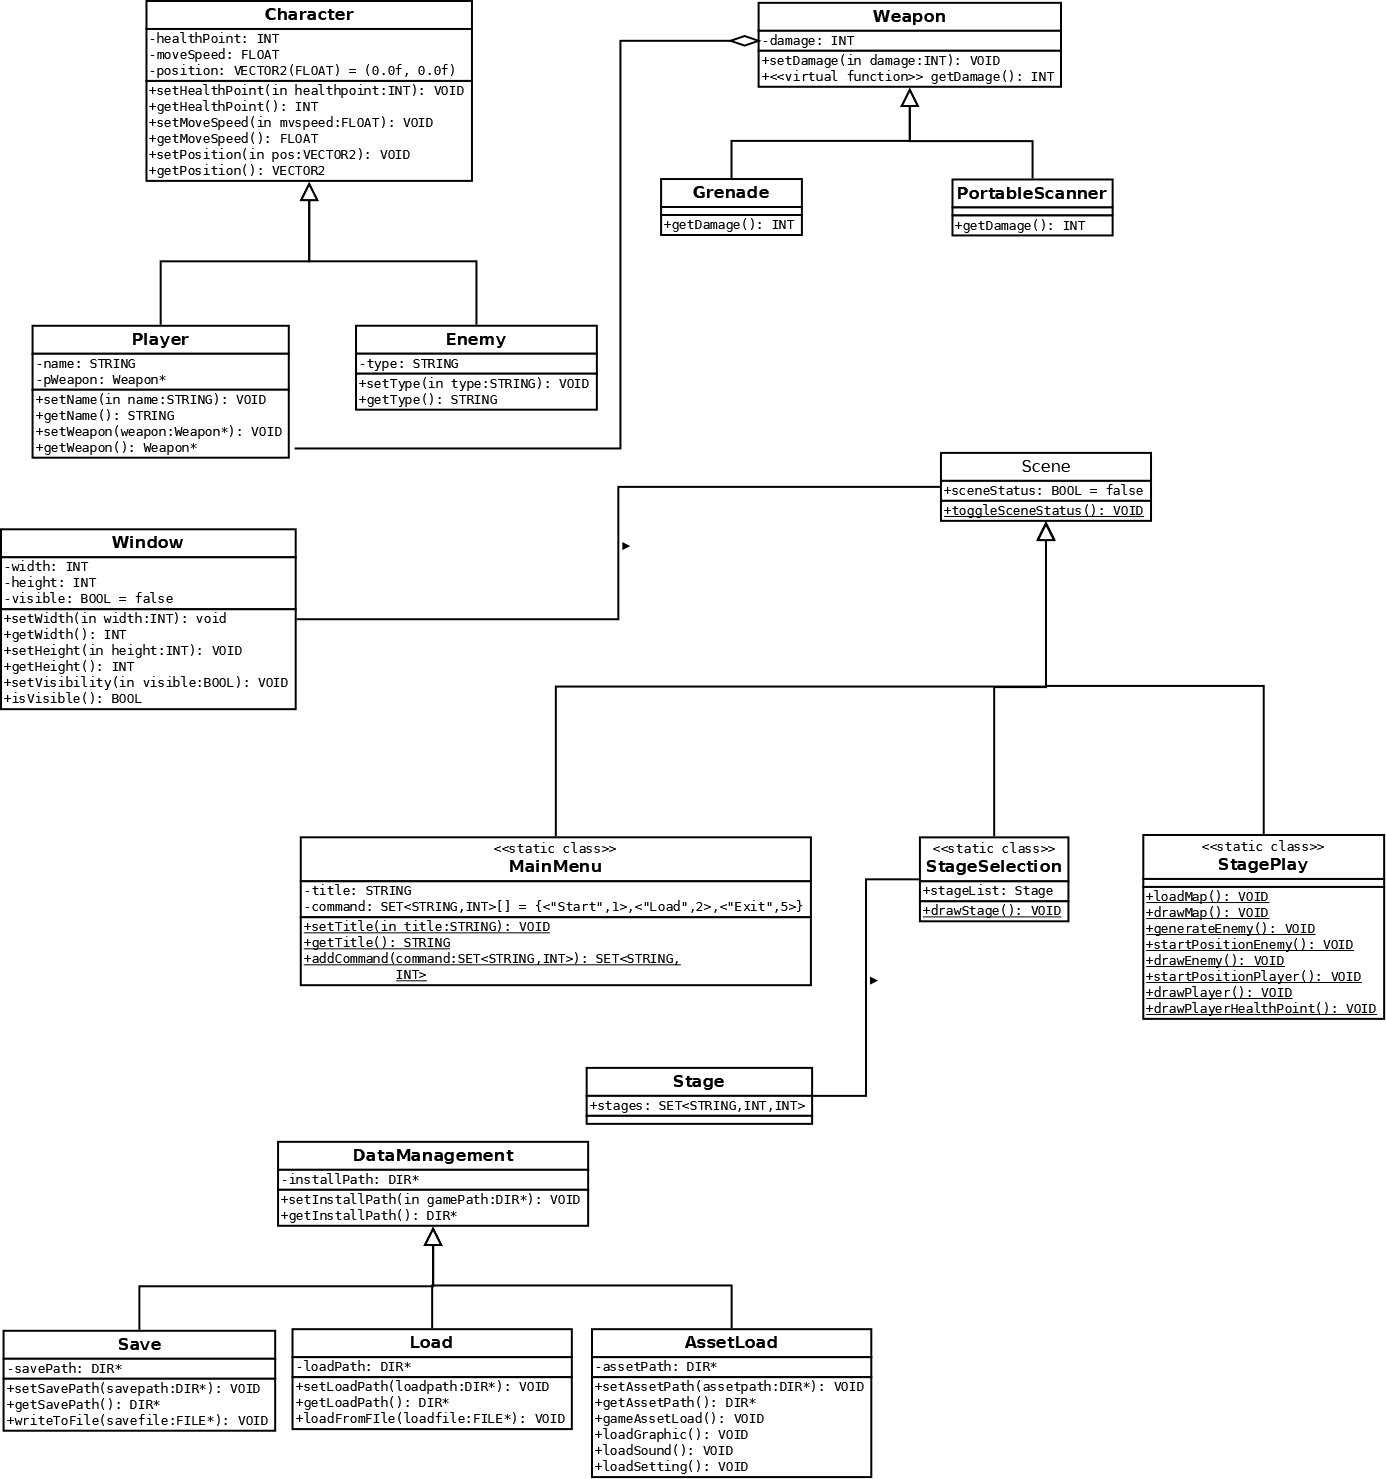 Character
-healthPoint: INT
-moveSpeed: FLOAT
-position: VECTOR2(FLOAT) = (0.0f, 0.0f)
+setHealthPoint(in healthpoint:INT): VOID
+getHealthPoint(): INT
+setMoveSpeed(in mvspeed:FLOAT): VOID
+getMoveSpeed(): FLOAT
+setPosition(in pos:VECTOR2): VOID
+getPosition(): VECTOR2
Weapon
-damage: INT
+setDamage(in damage:INT): VOID
+<<virtual function>> getDamage(): INT
Grenade
+getDamage(): INT
PortableScanner
+getDamage(): INT
Player
-name: STRING
-pWeapon: Weapon*
+setName(in name:STRING): VOID
+getName(): STRING
+setWeapon(weapon:Weapon*): VOID
+getWeapon(): Weapon*
Enemy
-type: STRING
+setType(in type:STRING): VOID
+getType(): STRING
Scene
+sceneStatus: BOOL = false
+toggleSceneStatus(): VOID
Window
-width: INT
-height: INT
-visible: BOOL = false
+setWidth(in width:INT): void
+getWidth(): INT
+setHeight(in height:INT): VOID
+getHeight(): INT
+setVisibility(in visible:BOOL): VOID
+isVisible(): BOOL
<<static class>>
MainMenu
-title: STRING
-command: SET<STRING,INT>[] = {<"Start",1>,<"Load",2>,<"Exit",5>}
+setTitle(in title:STRING): VOID
+getTitle(): STRING
+addCommand(command:SET<STRING,INT>): SET<STRING,
INT>
<<static class>>
StageSelection
+stageList: Stage
+drawStage(): VOID
<<static class>>
StagePlay
+loadMap(): VOID
+drawMap(): VOID
+generateEnemy(): VOID
+startPositionEnemy(): VOID
+drawEnemy(): VOID
+startPositionPlayer(): VOID
+drawPlayer(): VOID
+drawPlayerHealthPoint(): VOID
Stage
+stages: SET<STRING,INT,INT>
DataManagement
-installPath: DIR*
+setInstallPath(in gamePath:DIR*): VOID
+getInstallPath(): DIR*
Save
-savePath: DIR*
+setSavePath(savepath:DIR*): VOID
+getSavePath(): DIR*
+writeToFile(savefile:FILE*): VOID
Load
-loadPath: DIR*
+setLoadPath(loadpath:DIR*): VOID
+getLoadPath(): DIR*
+loadFromFIle(loadfile:FILE*): VOID
AssetLoad
-assetPath: DIR*
+setAssetPath(assetpath:DIR*): VOID
+getAssetPath(): DIR*
+gameAssetLoad(): VOID
+loadGraphic(): VOID
+loadSound(): VOID
+loadSetting(): VOID